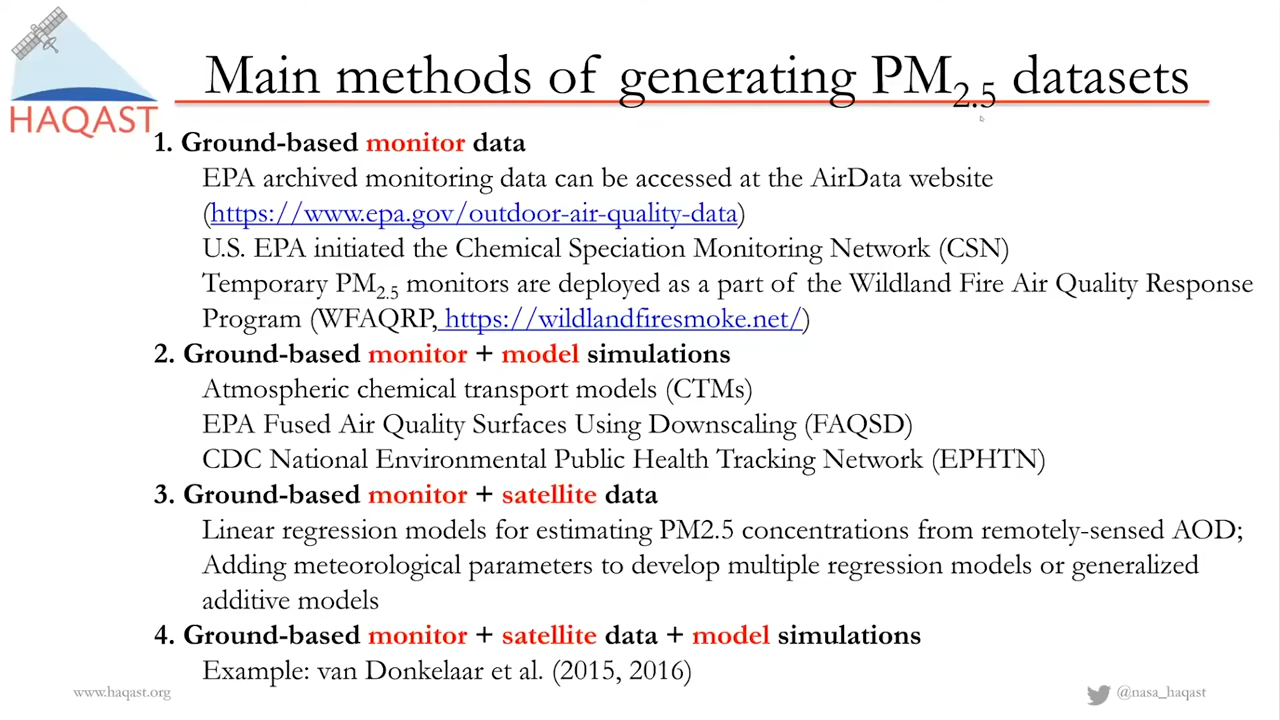 HAQAST
Main methods of generating PM2.5 datasets
1. Ground-based monitor data
EPA archived monitoring data can be accessed at the AirData website
(https://www.epa.gov/outdoor-air-quality-data)
U.S. EPA initiated the Chemical Speciation Monitoring Network (CSN)
Temporary PM2.5 monitors are deployed as a part of the Wildland Fire Air Quality Response
Program (WFAQRP, https://wildlandfiresmoke.net/)
2. Ground-based monitor + model simulations
Atmospheric chemical transport models (CTMs)
EPA Fused Air Quality Surfaces Using Downscaling (FAQSD)
CDC National Environmental Public Health Tracking Network (EPHTN)
3. Ground-based monitor + satellite data
Linear regression models for estimating PM2.5 concentrations from remotely-sensed AOD;
Adding meteorological parameters to develop multiple regression models or generalized
additive models
4. Ground-based monitor + satellite data + model simulations
Example: van Donkelaar et al. (2015, 2016)
www.haqast.org
@nasa_haqast